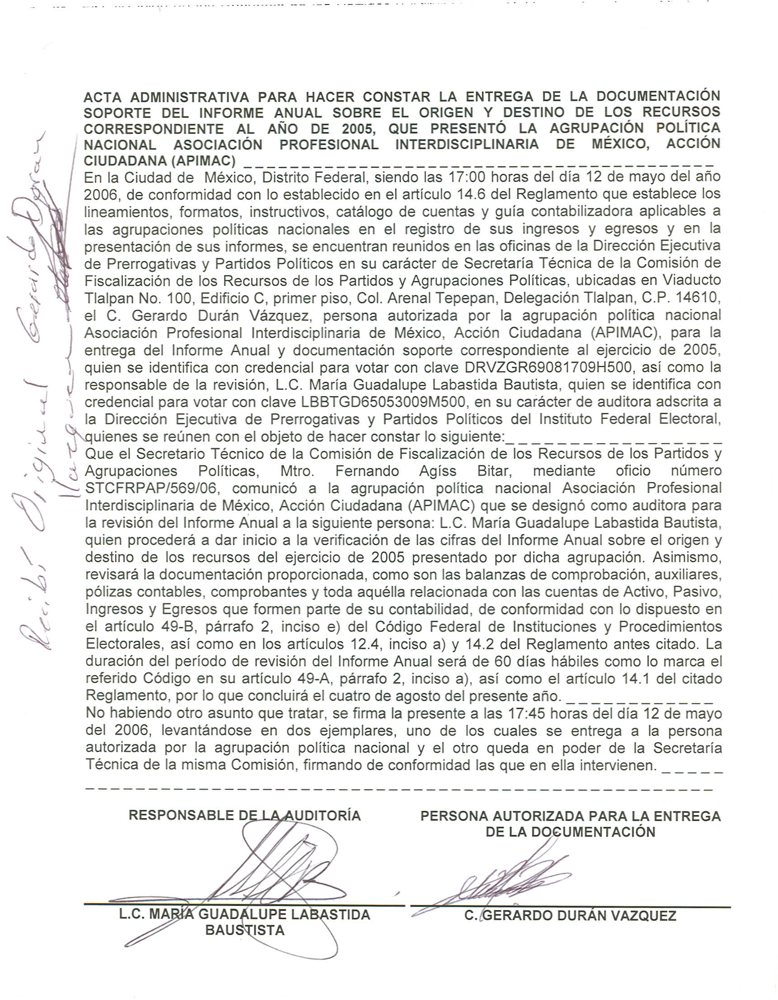 ACTA ADMINISTRATIVA PARA HACER CONSTAR LA ENTREGA DE LA DOCUMENTACIÓN
SOPORTE DEL INFORME ANUAL SOBRE EL ORIGEN Y DESTINO DE LOS RECURSOS
CORRESPONDIENTE AL AÑO DE 2005, QUE PRESENTÓ LA AGRUPACIÓN POLÍTICA
NACIONAL ASOCIACIÓN PROFESIONAL INTERDISCIPLINARIA DE MÉXICO, ACCIÓN
CIUDADANA (APIMAC)
En la Ciudad de México, Distrito Federal, siendo las 17:00 horas del día 12 de mayo del año
2006, de conformidad con lo establecido en el artículo 14.6 del Reglamento que establece los
lineamientos, formatos, instructivos, catálogo de cuentas y guía contabilizadora aplicables a
las agrupaciones políticas nacionales en el registro de sus ingresos y egresos y en la
presentación de sus informes, se encuentran reunidos en las oficinas de la Dirección Ejecutiva
de Prerrogativas y Partidos Políticos en su carácter de Secretaría Técnica de la Comisión de
Fiscalización de los Recursos de los Partidos y Agrupaciones Políticas, ubicadas en Viaducto
Tlalpan No. 100, Edificio C, primer piso, Col. Arenal Tepepan, Delegación Tlalpan, C.P. 14610,
el C. Gerardo Durán Vázquez, persona autorizada por la agrupación política nacional
Asociación Profesional Interdisciplinaria de México, Acción Ciudadana (APIMAC), para la
entrega del Informe Anual y documentación soporte correspondiente al ejercicio de 2005,
quien se identifica con credencial para votar con clave DRVZGR69081709H500, así como la
responsable de la revisión, L.C. María Guadalupe Labastida Bautista, quien se identifica con
credencial para votar con clave LBBTGD65053009M500, en su carácter de auditora adscrita a
la Dirección Ejecutiva de Prerrogativas y Partidos Políticos del Instituto Federal Electoral,
quienes se reúnen con el objeto de hacer constar lo siguiente:
Que el Secretario Técnico de la Comisión de Fiscalización de los Recursos de los Partidos y
Agrupaciones Políticas, Mtro. Fernando Agíss Bitar, mediante oficio número
STCFRPAP/569/06, comunicó a la agrupación política nacional Asociación Profesional
Interdisciplinaria de México, Acción Ciudadana (APIMAC) que se designó como auditora para
la revisión del Informe Anual a la siguiente persona: L.C. María Guadalupe Labastida Bautista,
quien procederá a dar inicio a la verificación de las cifras del Informe Anual sobre el origen y
destino de los recursos del ejercicio de 2005 presentado por dicha agrupación. Asimismo,
revisará la documentación proporcionada, como son las balanzas de comprobación, auxiliares,
pólizas contables, comprobantes y toda aquélla relacionada con las cuentas de Activo, Pasivo,
Ingresos y Egresos que formen parte de su contabilidad, de conformidad con lo dispuesto en
el artículo 49-B, párrafo 2, inciso e) del Código Federal de Instituciones y Procedimientos
Electorales, así como en los artículos 12.4, inciso a) y 14.2 del Reglamento antes citado. La
duración del período de revisión del Informe Anual será de 60 días hábiles como lo marca el
referido Código en su artículo 49-A, párrafo 2, inciso a), así como el artículo 14.1 del citado
Reglamento, por lo que concluirá el cuatro de agosto del presente año.
No habiendo otro asunto que tratar, se firma la presente a las 17:45 horas del día 12 de mayo
del 2006, levantándose en dos ejemplares, uno de los cuales se entrega a la persona
autorizada por la agrupación política nacional y el otro queda en poder de la Secretaría
Técnica de la misma Comisión, firmando de conformidad las que en ella intervienen.
RESPONSABLE DE LA AUDITORÍA
L.C. MARÍA GUADALUPE LABASTIDA
BAUSTISTA
PERSONA AUTORIZADA PARA LA ENTREGA
DE LA DOCUMENTACIÓN
C. GERARDO DURÁN VAZQUEZ
Recibí Original Gerardo Duran